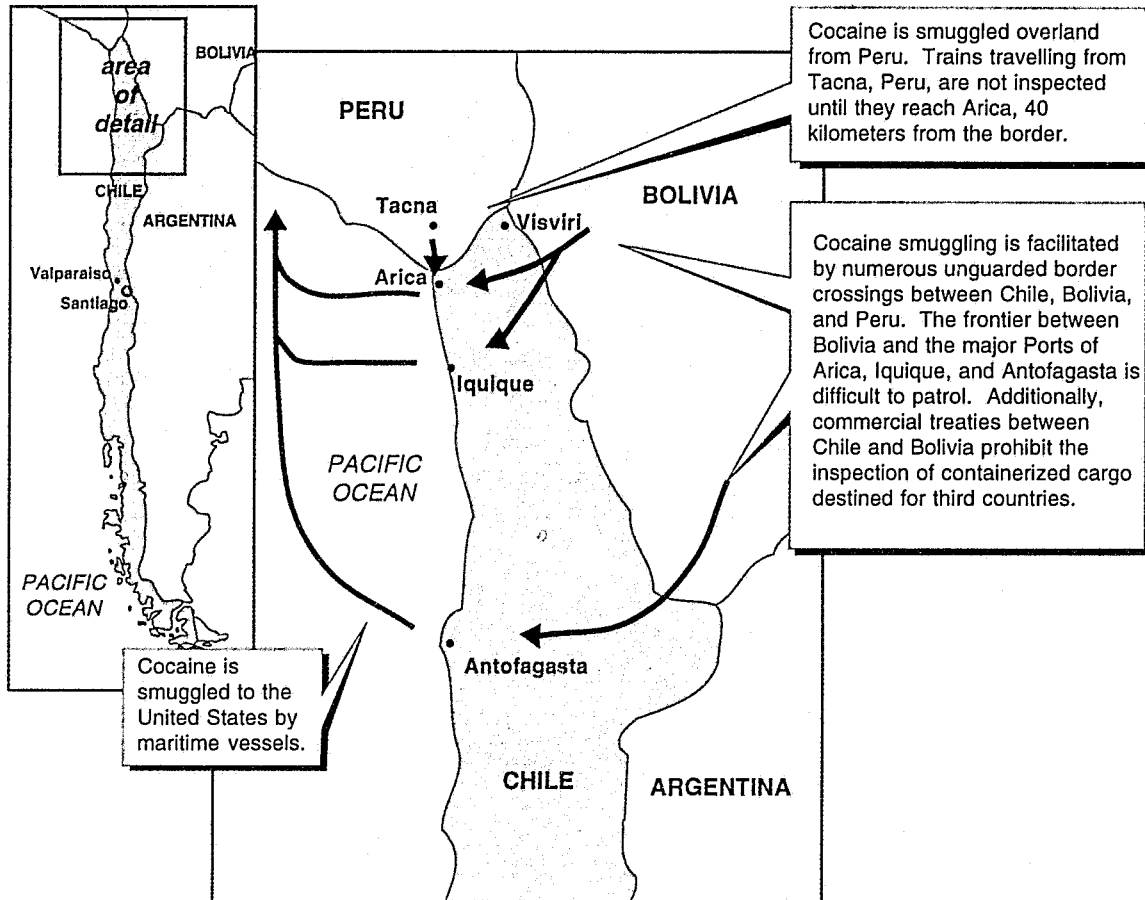 area
of
detail
BOLIVIA
CHILE
ARGENTINA
Valparaiso
Santiago
PACIFIC
OCEAN
PERU
BOLIVIA
Tacna
Visviri
Arica
Iquique
PACIFIC
OCEAN
Antofagasta
CHILE
ARGENTINA
Cocaine is smuggled overland
from Peru. Trains travelling from
Tacna, Peru, are not inspected
until they reach Arica, 40
kilometers from the border.
Cocaine smuggling is facilitated
by numerous unguarded border
crossings between Chile, Bolivia,
and Peru. The frontier between
Bolivia and the major Ports of
Arica, Iquique, and Antofagasta is
difficult to patrol. Additionally,
commercial treaties between
Chile and Bolivia prohibit the
inspection of containerized cargo
destined for third countries.
Cocaine is
smuggled to the
United States by
maritime vessels.